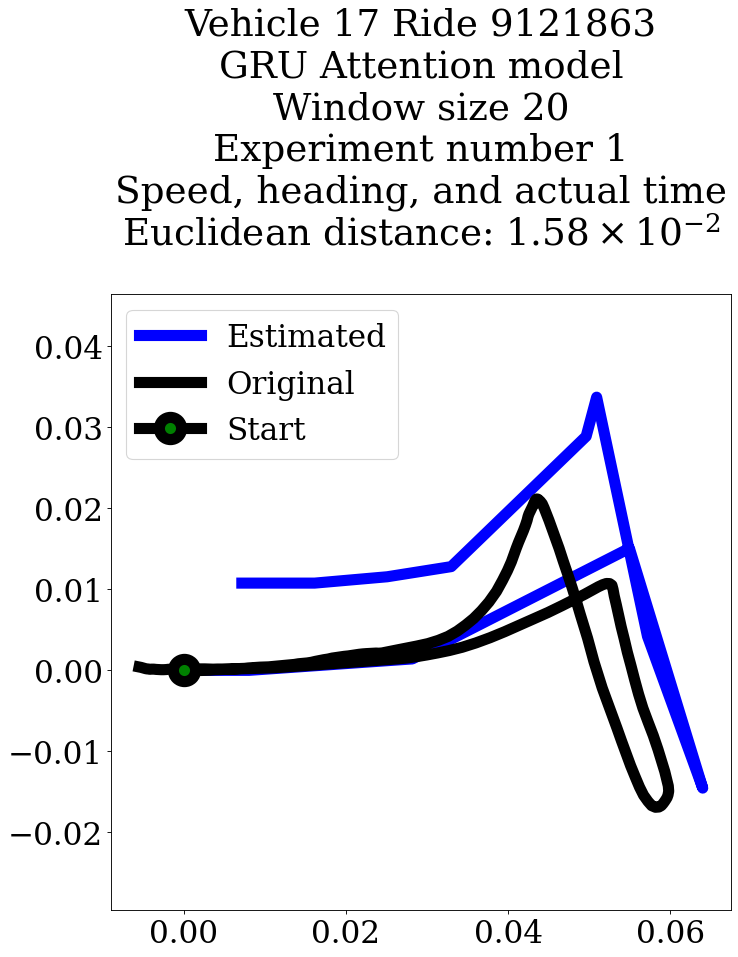 Vehicle 17 Ride 9121863
GRU Attention model
Window size 20
Experiment number 1
Speed, heading, and actual time
Euclidean distance: 1.58 × 10⁻²
Estimated
Original
Start
0.04
0.03
0.02
0.01
0.00
−0.01
−0.02
0.00 0.02 0.04 0.06